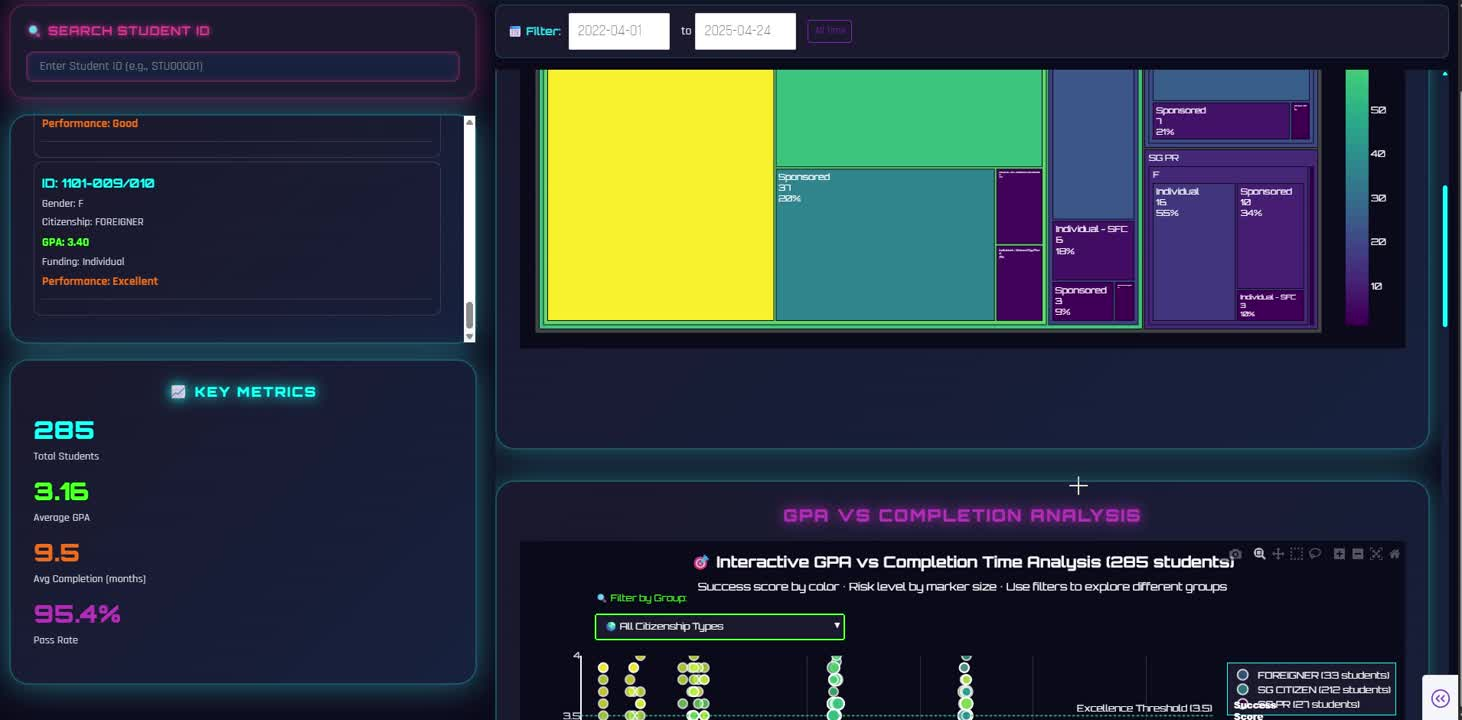 SEARCH STUDENT ID
Enter Student ID (e.g., STU00001)
Performance: Good
ID: 1101-009/010
Gender: F
Citizenship: FOREIGNER
GPA: 3.40
Funding: Individual
Performance: Excellent
KEY METRICS
285
Total Students
3.16
Average GPA
9.5
Avg Completion (months)
95.4%
Pass Rate
Filter: 2022-04-01 to 2025-04-24 All Time
Sponsored
37
20%
Individual - SFC
6
18%
Sponsored
3
9%
Sponsored
7
21%
SG PR
F
Individual
16
55%
Sponsored
10
34%
Individual - SFC
3
10%
50
40
30
20
10
GPA VS COMPLETION ANALYSIS
Interactive GPA vs Completion Time Analysis (285 students)
Success score by color · Risk level by marker size · Use filters to explore different groups
Filter by Group:
All Citizenship Types
4
3.5
Excellence Threshold (3.5)
FOREIGNER (33 students)
SG CITIZEN (212 students)
SG PR (27 students)
Success
Score